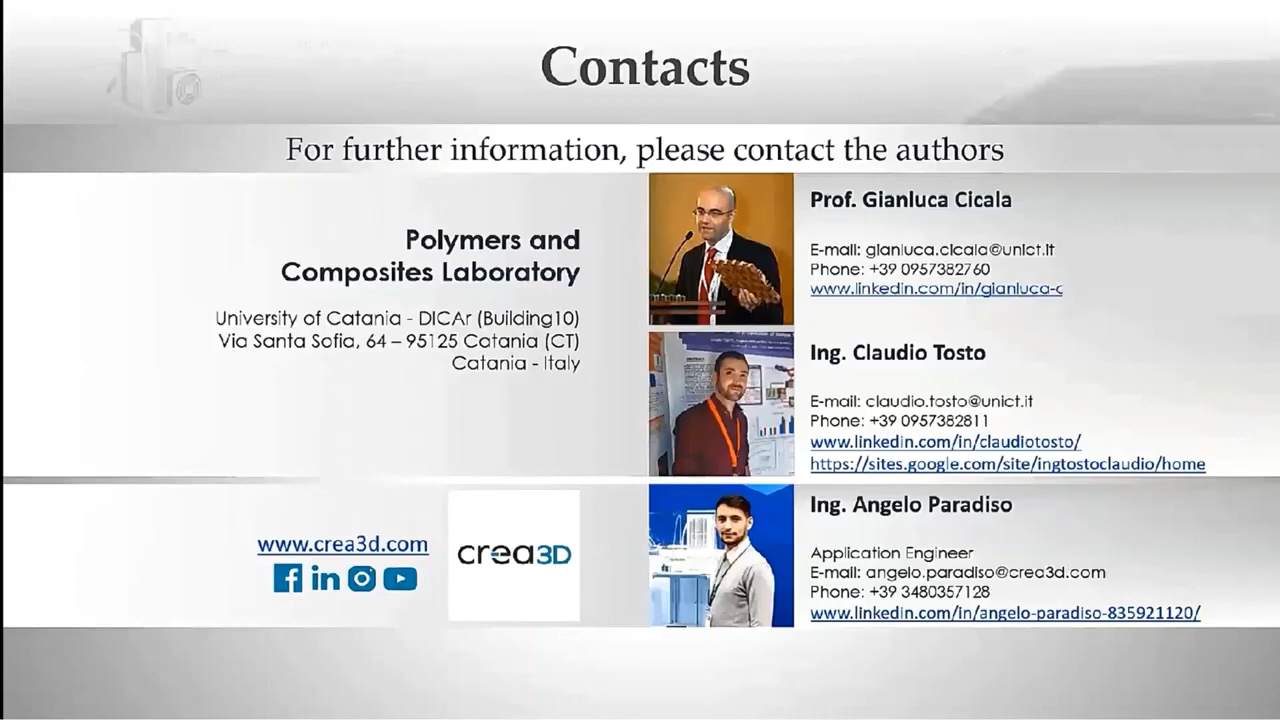 Contacts
For further information, please contact the authors
Polymers and
Composites Laboratory
University of Catania - DICAr (Building10)
Via Santa Sofia, 64 – 95125 Catania (CT)
Catania - Italy
Prof. Gianluca Cicala
E-mail: gianluca.cicala@unict.it
Phone: +39 0957382760
www.linkedin.com/in/gianluca-c
Ing. Claudio Tosto
E-mail: claudio.tosto@unict.it
Phone: +39 0957382811
www.linkedin.com/in/claudiotosto/
https://sites.google.com/site/ingtostoclaudio/home
www.crea3d.com
crea3D
Ing. Angelo Paradiso
Application Engineer
E-mail: angelo.paradiso@crea3d.com
Phone: +39 3480357128
www.linkedin.com/in/angelo-paradiso-835921120/